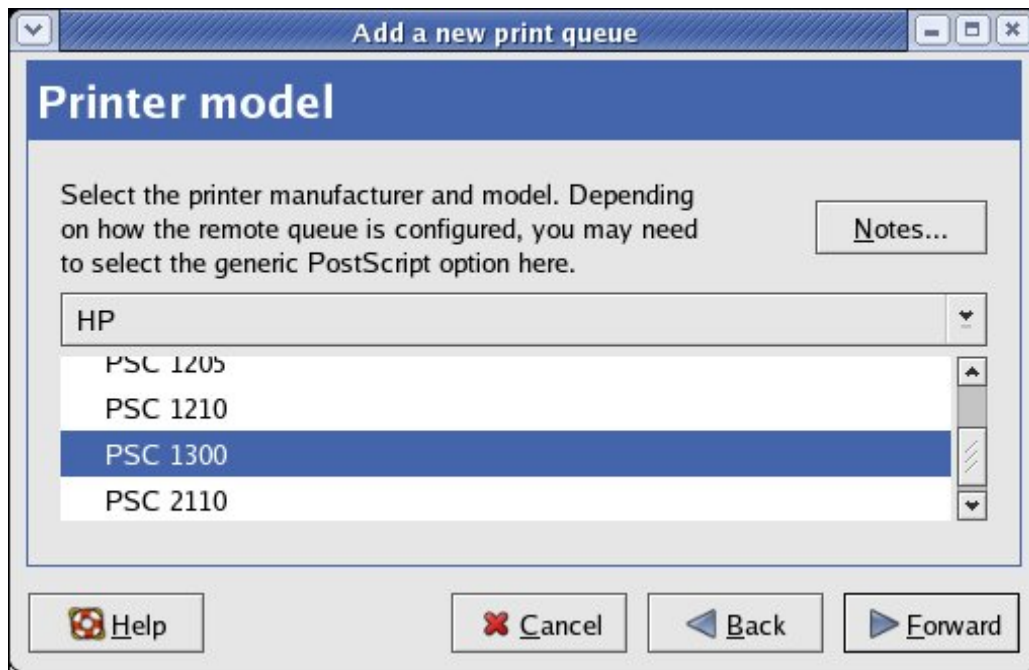 Add a new print queue
Printer model
Select the printer manufacturer and model. Depending
on how the remote queue is configured, you may need
to select the generic PostScript option here.
Notes...
HP
PSC 1205
PSC 1210
PSC 1300
PSC 2110
Help
Cancel
Back
Forward